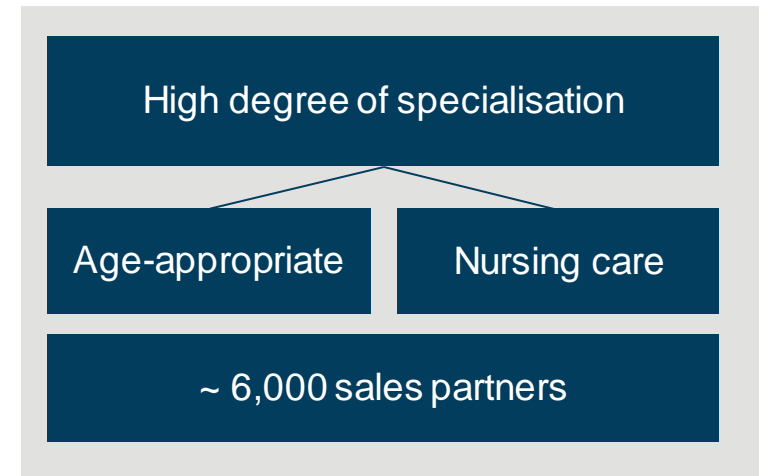 High degree of specialisation
Age-appropriate
Nursing care
~ 6,000 sales partners